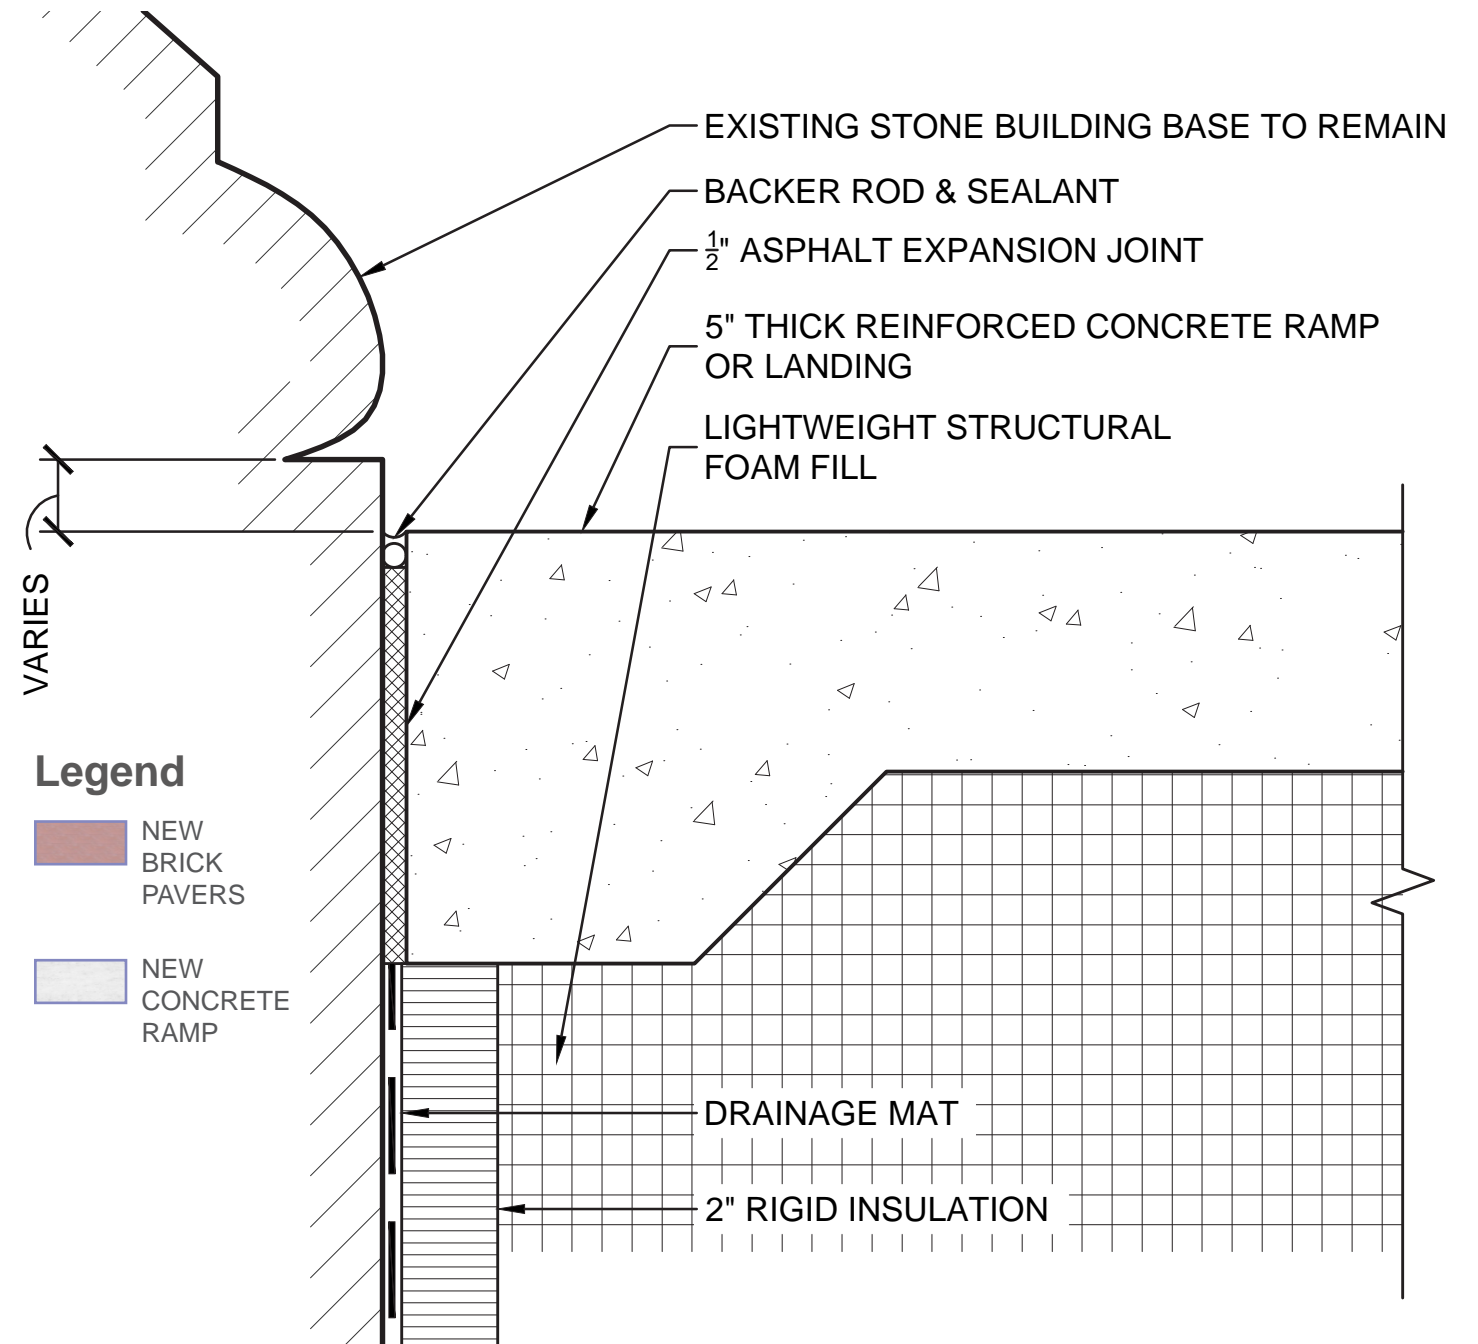 EXISTING STONE BUILDING BASE TO REMAIN
BACKER ROD & SEALANT
½" ASPHALT EXPANSION JOINT
5" THICK REINFORCED CONCRETE RAMP
OR LANDING
LIGHTWEIGHT STRUCTURAL
FOAM FILL
VARIES
Legend
NEW
BRICK
PAVERS
NEW
CONCRETE
RAMP
DRAINAGE MAT
2" RIGID INSULATION